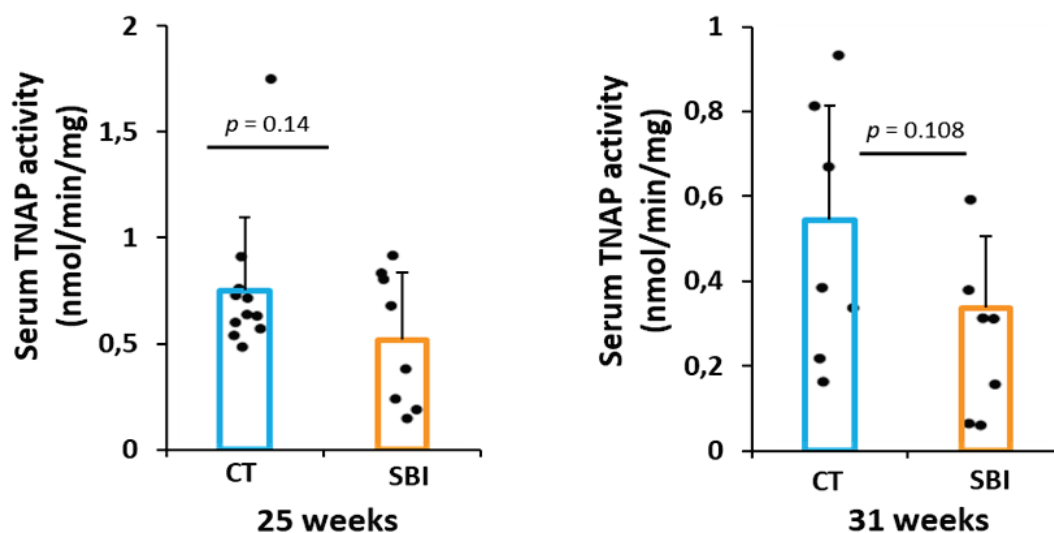 Serum TNAP activity
(nmol/min/mg)
2
1,5
1
0,5
0
p = 0.14
CT
SBI
25 weeks
Serum TNAP activity
(nmol/min/mg)
1
0,8
0,6
0,4
0,2
0
p = 0.108
CT
SBI
31 weeks